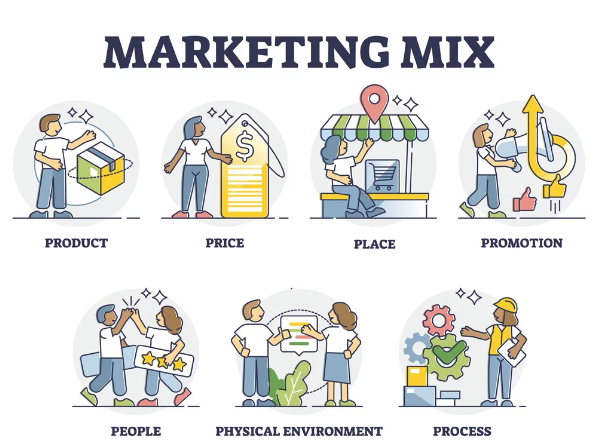 MARKETING MIX
$
PRODUCT
PRICE
PLACE
PROMOTION
PEOPLE
PHYSICAL ENVIRONMENT
PROCESS